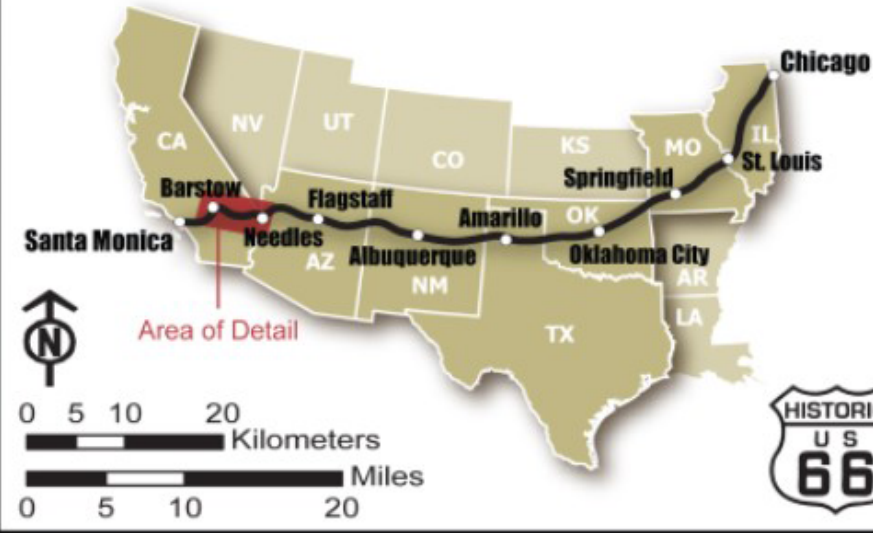 Chicago
NV
UT
CA
CO
KS
MO
IL
St. Louis
Springfield
Barstow
Flagstaff
Amarillo
OK
Santa Monica
Needles
AZ
Albuquerque
Oklahoma City
NM
AR
LA
TX
Area of Detail
N
0 5 10 20
Kilometers
Miles
0 5 10 20
HISTORI
U S
66